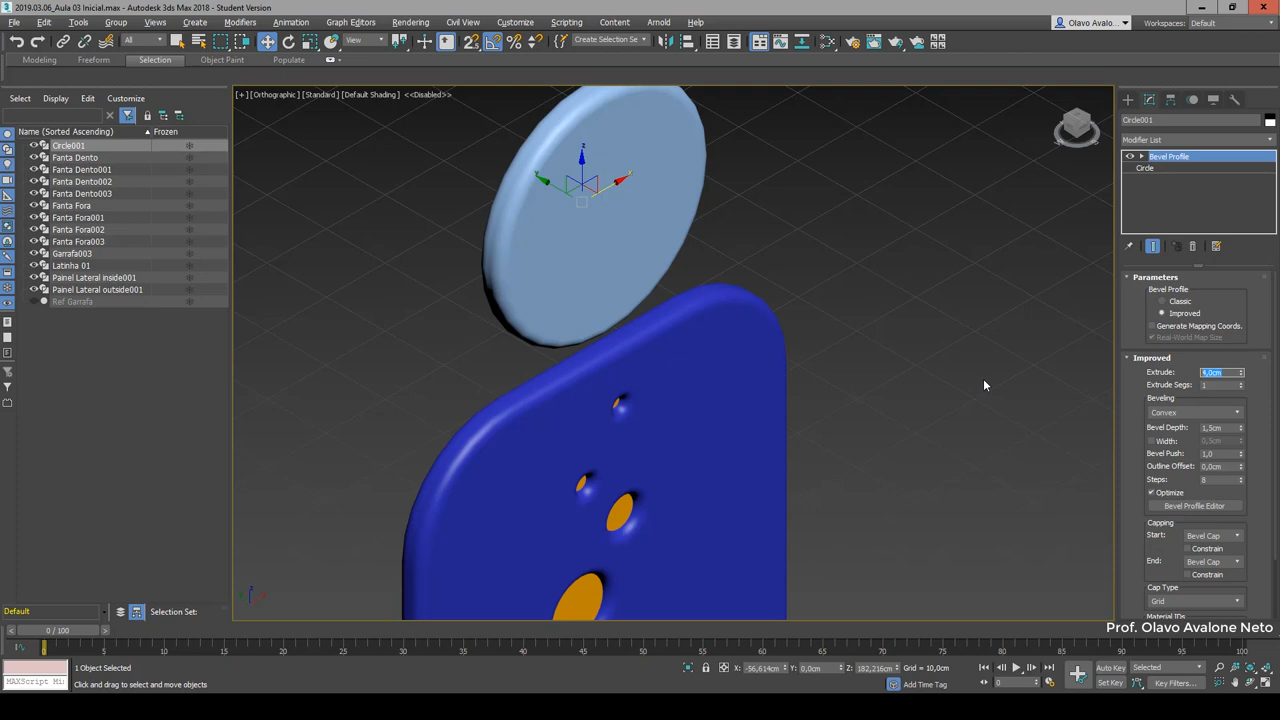 2019.03.06_Aula 03 Inicial.max - Autodesk 3ds Max 2018 - Student Version
File Edit Tools Group Views Create Modifiers Animation Graph Editors Rendering Civil View Customize Scripting Content Arnold Help
Olavo Avalone... Workspaces: Default
All View Create Selection Se
Modeling Freeform Selection Object Paint Populate
Select Display Edit Customize
[+] [Orthographic] [Standard] [Default Shading] <<Disabled>>
Name (Sorted Ascending) Frozen
Circle001
Fanta Dento
Fanta Dento001
Fanta Dento002
Fanta Dento003
Fanta Fora
Fanta Fora001
Fanta Fora002
Fanta Fora003
Garrafa003
Latinha 01
Painel Lateral inside001
Painel Lateral outside001
Ref Garrafa
z
y
x
Circle001
Modifier List
Bevel Profile
Circle
Parameters
Bevel Profile
Classic
Improved
Generate Mapping Coords.
Real-World Map Size
Improved
Extrude: 4,0cm
Extrude Segs: 1
Beveling
Convex
Bevel Depth: 1,5cm
Width: 0,5cm
Bevel Push: 1,0
Outline Offset: 0,0cm
Steps: 8
Optimize
Bevel Profile Editor
Capping
Start: Bevel Cap
Constrain
End: Bevel Cap
Constrain
Cap Type
Grid
Material IDs
Prof. Olavo Avalone Neto
Default Selection Set:
0 / 100
0 5 10 15 20 25 30 35 40 45 50 55 60 65 70 75 80 85 90 95 100
1 Object Selected X: -56,614cm Y: 0,0cm Z: 182,216cm Grid = 10,0cm Auto Key Selected
MAXScript Mi: Click and drag to select and move objects Add Time Tag 0 Set Key Key Filters...